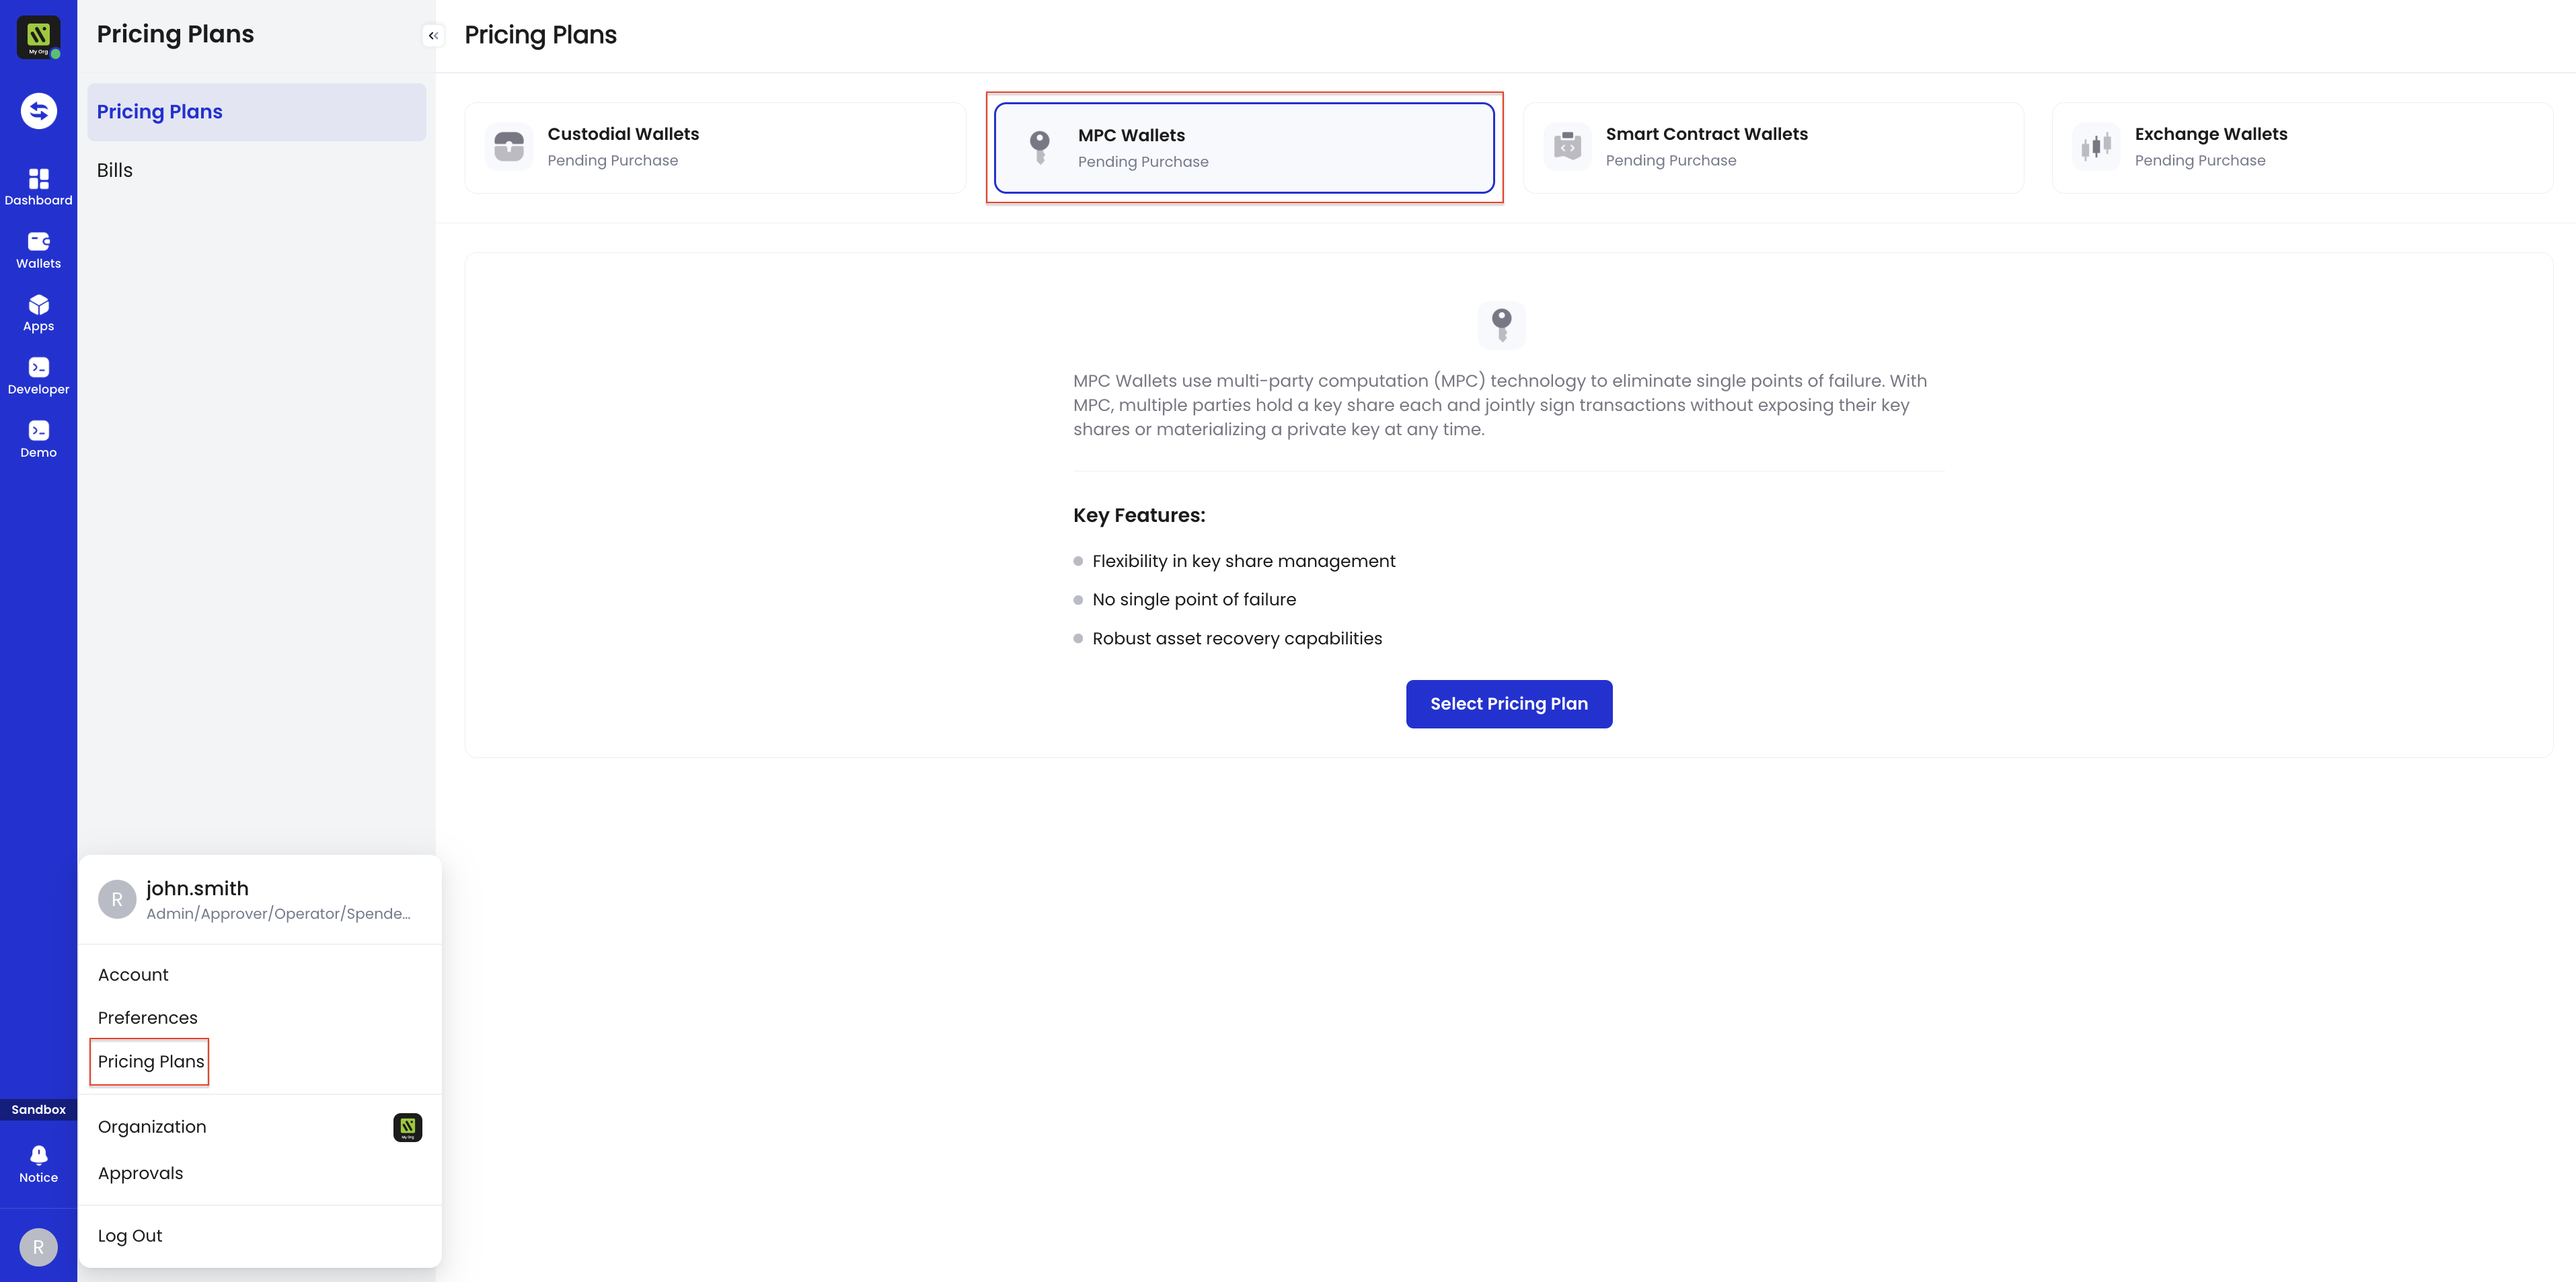 My Org
Dashboard
Wallets
Apps
Developer
Demo
Sandbox
Notice
R
Pricing Plans
Pricing Plans
Bills
R
john.smith
Admin/Approver/Operator/Spende...
Account
Preferences
Pricing Plans
Organization
My Org
Approvals
Log Out
Pricing Plans
Custodial Wallets
Pending Purchase
MPC Wallets
Pending Purchase
Smart Contract Wallets
Pending Purchase
Exchange Wallets
Pending Purchase
MPC Wallets use multi-party computation (MPC) technology to eliminate single points of failure. With
MPC, multiple parties hold a key share each and jointly sign transactions without exposing their key
shares or materializing a private key at any time.
Key Features:
Flexibility in key share management
No single point of failure
Robust asset recovery capabilities
Select Pricing Plan